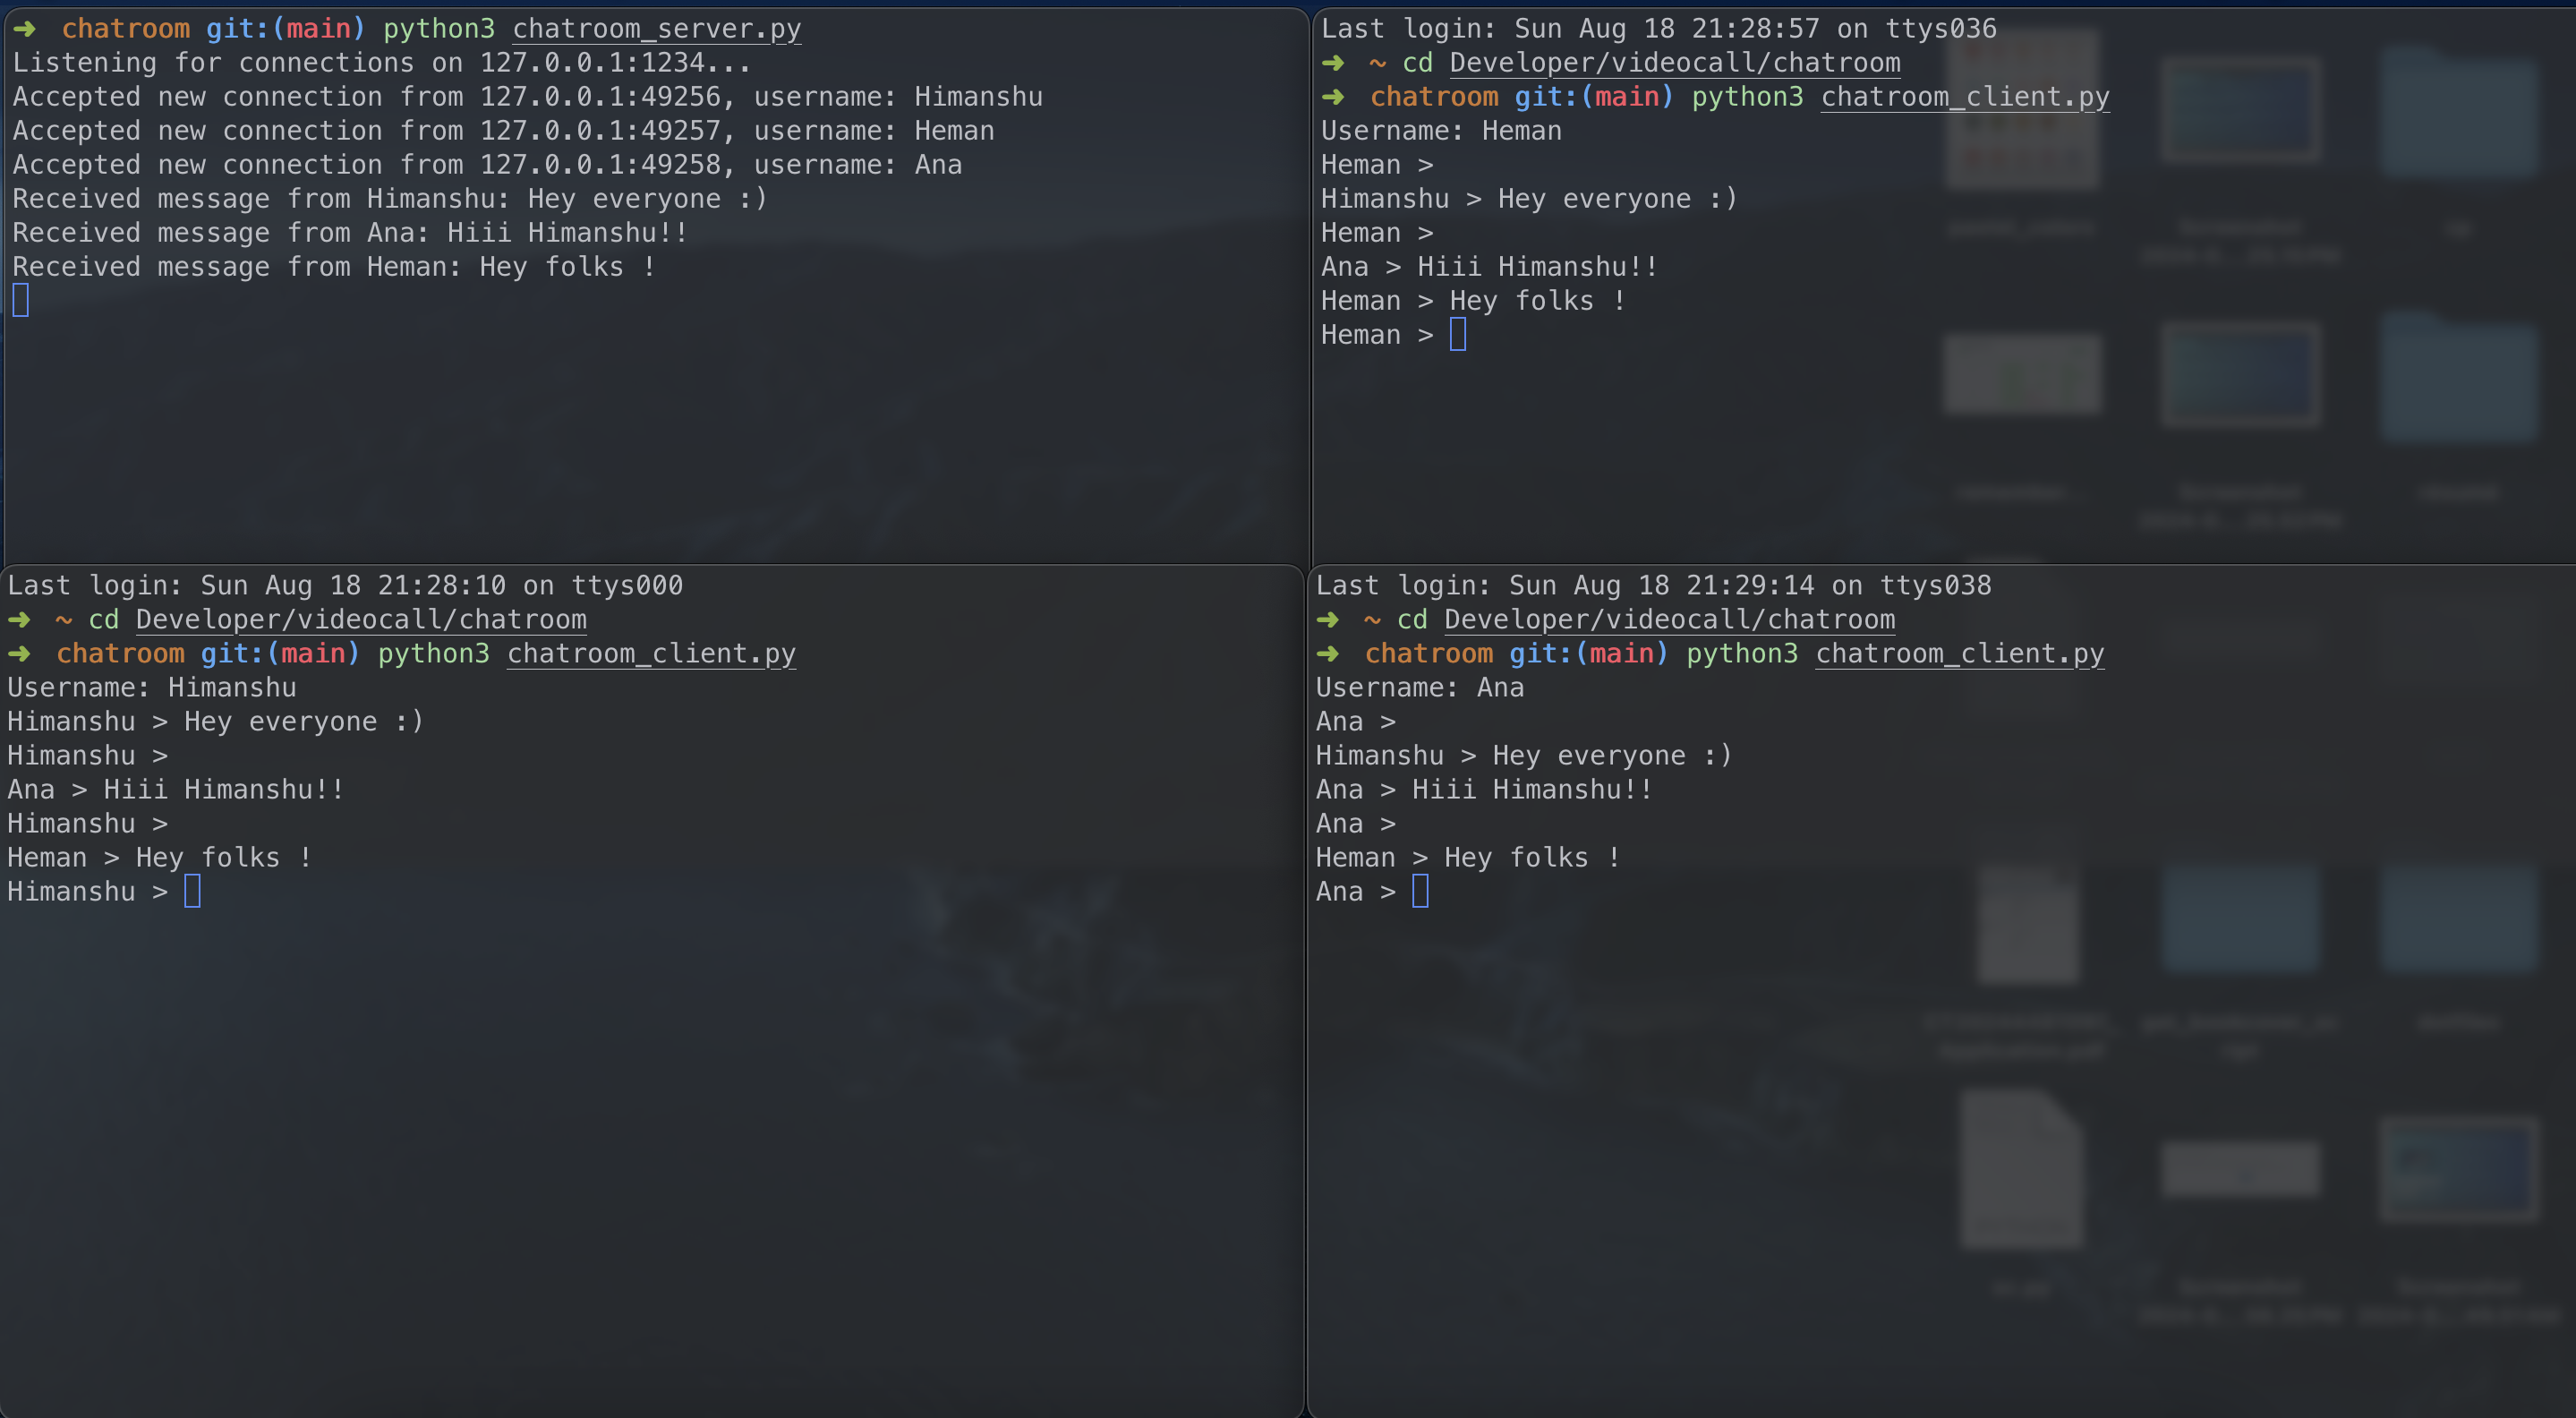 ➜ chatroom git:(main) python3 chatroom_server.py
Listening for connections on 127.0.0.1:1234...
Accepted new connection from 127.0.0.1:49256, username: Himanshu
Accepted new connection from 127.0.0.1:49257, username: Heman
Accepted new connection from 127.0.0.1:49258, username: Ana
Received message from Himanshu: Hey everyone :)
Received message from Ana: Hiii Himanshu!!
Received message from Heman: Hey folks !
Last login: Sun Aug 18 21:28:57 on ttys036
➜ ~ cd Developer/videocall/chatroom
➜ chatroom git:(main) python3 chatroom_client.py
Username: Heman
Heman >
Himanshu > Hey everyone :)
Heman >
Ana > Hiii Himanshu!!
Heman > Hey folks !
Heman >
Last login: Sun Aug 18 21:28:10 on ttys000
➜ ~ cd Developer/videocall/chatroom
➜ chatroom git:(main) python3 chatroom_client.py
Username: Himanshu
Himanshu > Hey everyone :)
Himanshu >
Ana > Hiii Himanshu!!
Himanshu >
Heman > Hey folks !
Himanshu >
Last login: Sun Aug 18 21:29:14 on ttys038
➜ ~ cd Developer/videocall/chatroom
➜ chatroom git:(main) python3 chatroom_client.py
Username: Ana
Ana >
Himanshu > Hey everyone :)
Ana > Hiii Himanshu!!
Ana >
Heman > Hey folks !
Ana >